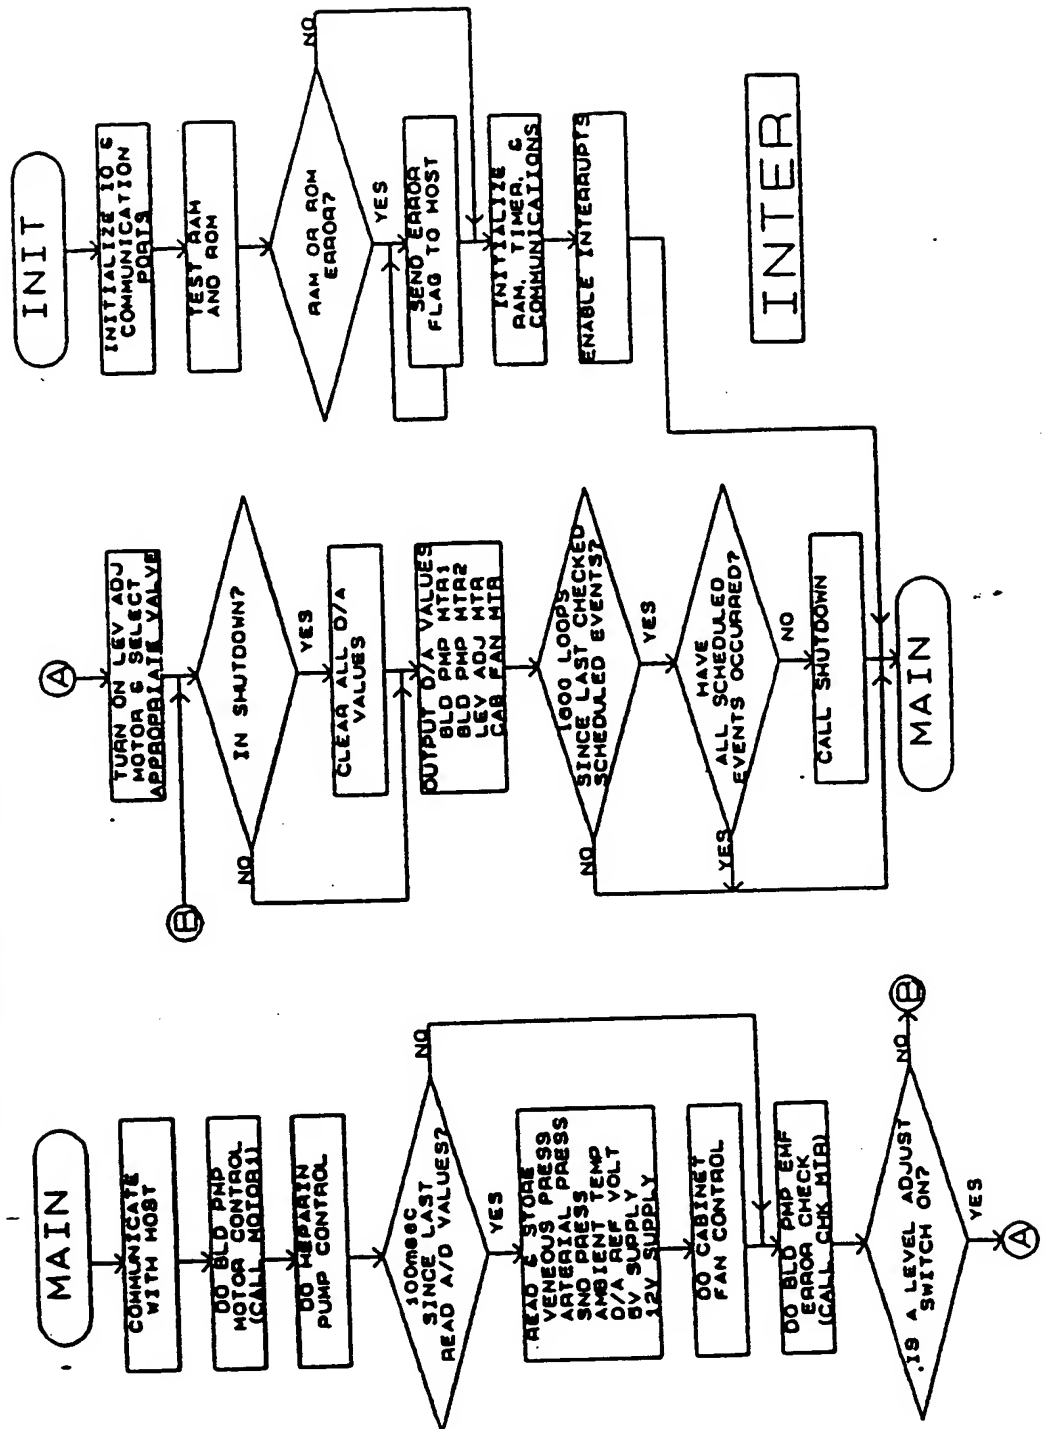 MAIN
COMMUNICATE
WITH HOST
DO BLD PMP
MOTOR CONTROL
(CALL MOTOR1)
DO HEPARIN
PUMP CONTROL
100msec
SINCE LAST
READ A/D VALUES?
NO
YES
READ & STORE
VENEOUS PRESS
ARTERIAL PRESS
SNO PRESS
AMBIENT TEMP
D/A REF VOLT
BV SUPPLY
12V SUPPLY
DO CABINET
FAN CONTROL
DO BLD PMP EMF
ERROR CHECK
(CALL CHK MTR)
.IS A LEVEL ADJUST
SWITCH ON?
NO
B
YES
A
A
TURN ON LEV ADJ
MOTOR & SELECT
APPROPRIATE VALVE
B
IN SHUTDOWN?
NO
YES
CLEAR ALL D/A
VALUES
OUTPUT D/A VALUES
BLD PMP MTR1
BLD PMP MTR2
LEV ADJ MTR
CAB FAN MTR
1800 LOOPS
SINCE LAST CHECKED
SCHEDULED EVENTS?
NO
YES
HAVE
ALL SCHEDULED
EVENTS OCCURRED?
YES
NO
CALL SHUTDOWN
MAIN
INIT
INITIALIZE IO &
COMMUNICATION
PORTS
TEST RAM
AND ROM
RAM OR ROM
ERROR?
NO
YES
SEND ERROR
FLAG TO HOST
INITIALIZE
RAM, TIMER, &
COMMUNICATIONS
ENABLE INTERRUPTS
INTER